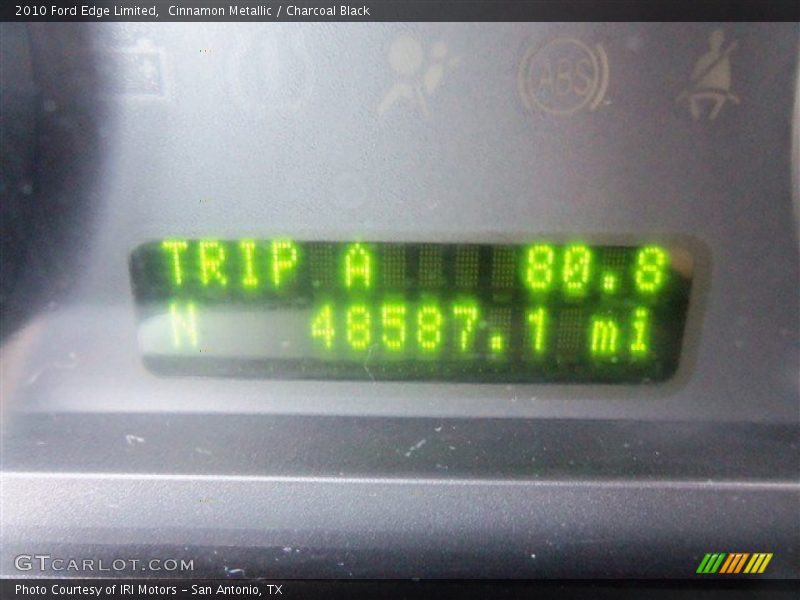 2010 Ford Edge Limited,  Cinnamon Metallic / Charcoal Black
ABS
TRIP A 80.8
N 48587.1 mi
GTCARLOT.COM
Photo Courtesy of IRI Motors - San Antonio, TX